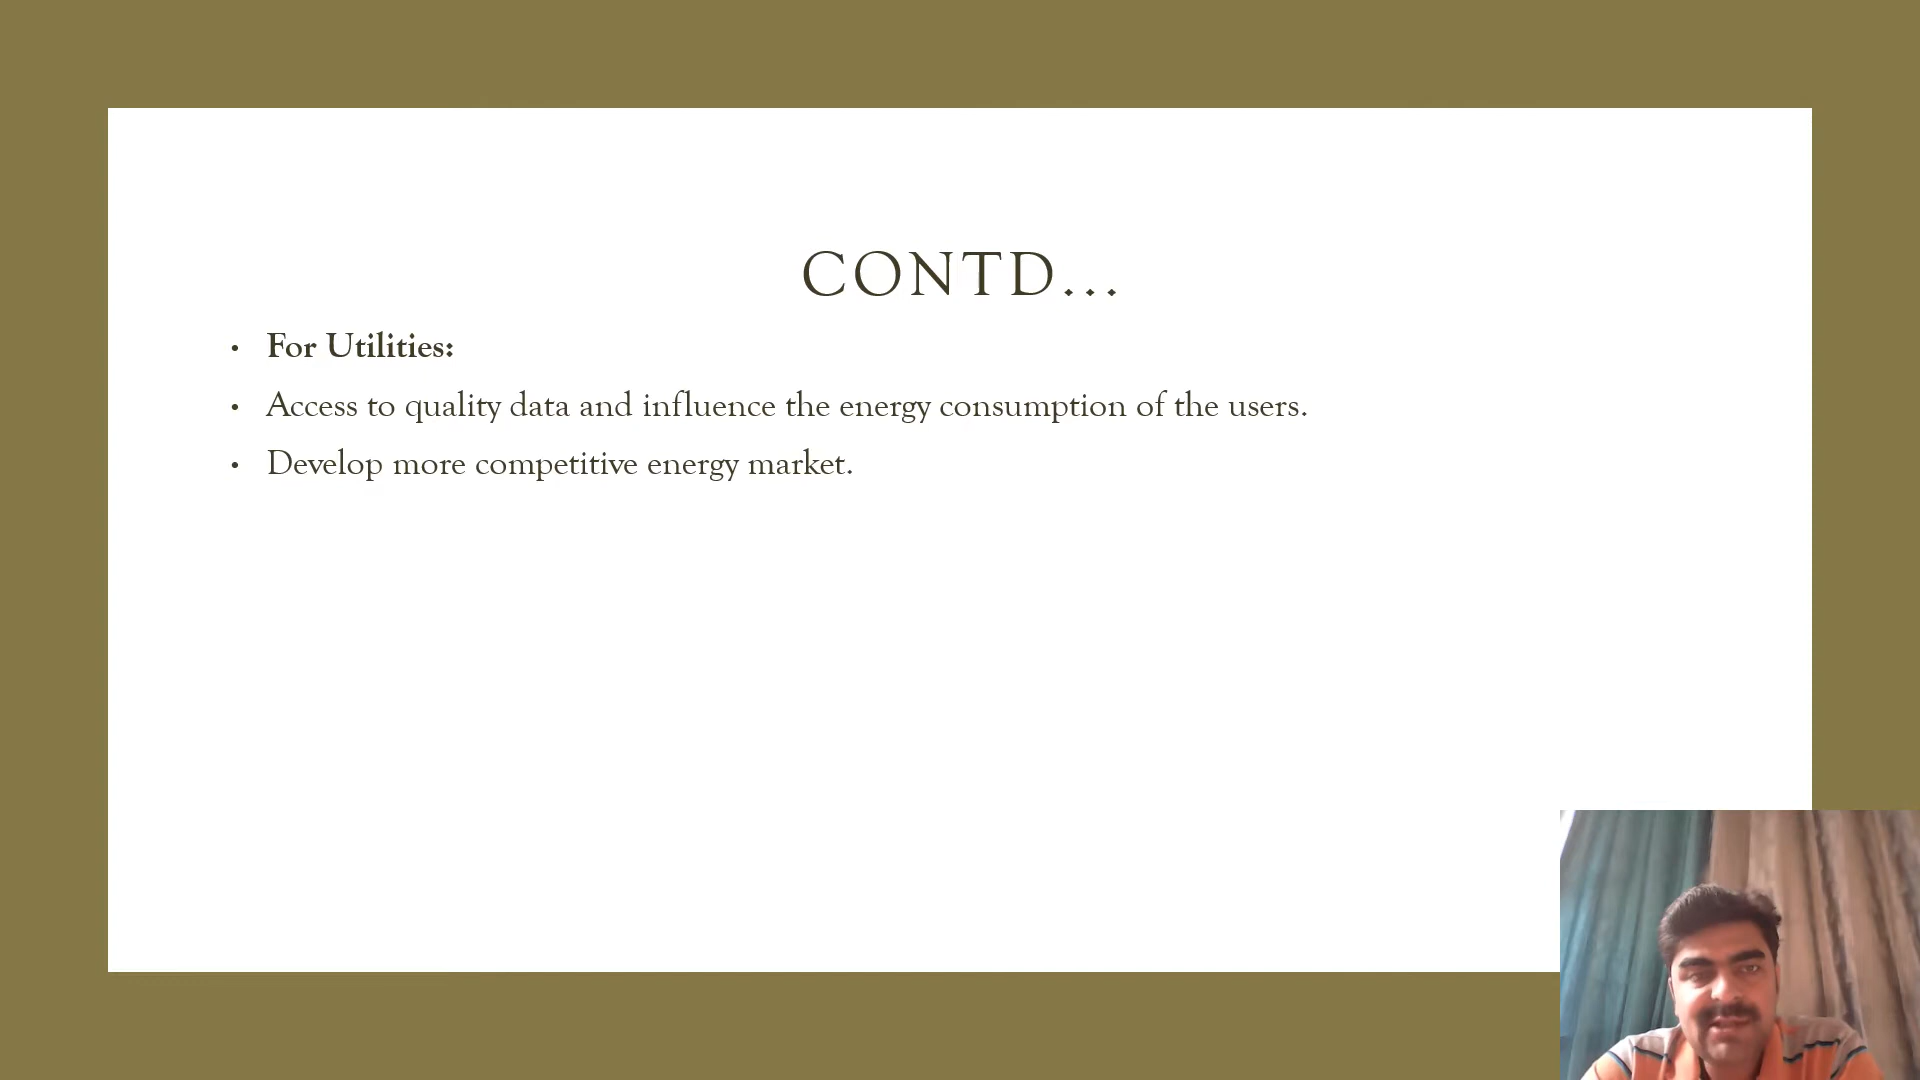 CONTD...
• For Utilities:
• Access to quality data and influence the energy consumption of the users.
• Develop more competitive energy market.